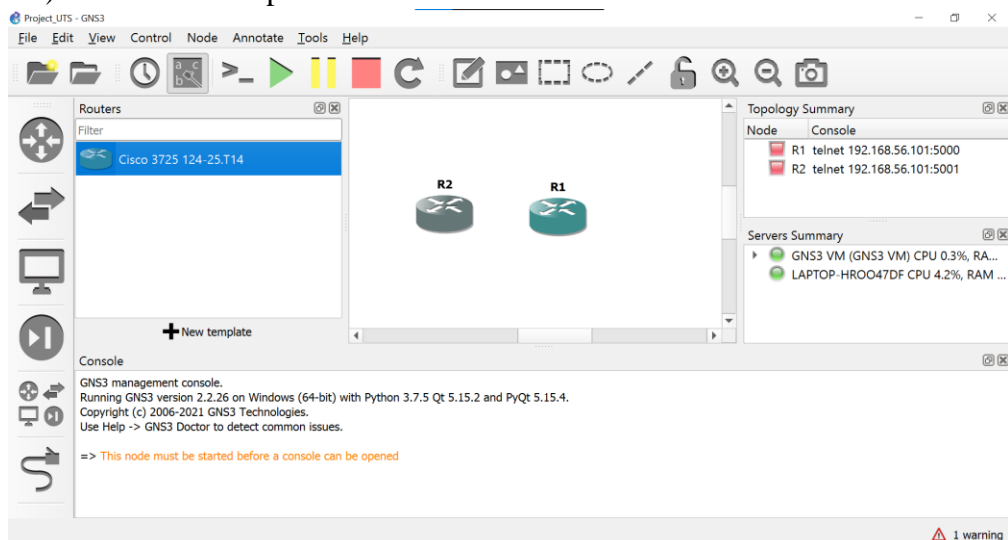 Project_UTS - GNS3
File Edit View Control Node Annotate Tools Help
Routers
Filter
Cisco 3725 124-25.T14
New template
R2
R1
Topology Summary
Node Console
R1 telnet 192.168.56.101:5000
R2 telnet 192.168.56.101:5001
Servers Summary
GNS3 VM (GNS3 VM) CPU 0.3%, RA...
LAPTOP-HROO47DF CPU 4.2%, RAM ...
Console
GNS3 management console.
Running GNS3 version 2.2.26 on Windows (64-bit) with Python 3.7.5 Qt 5.15.2 and PyQt 5.15.4.
Copyright (c) 2006-2021 GNS3 Technologies.
Use Help -> GNS3 Doctor to detect common issues.
=> This node must be started before a console can be opened
1 warning